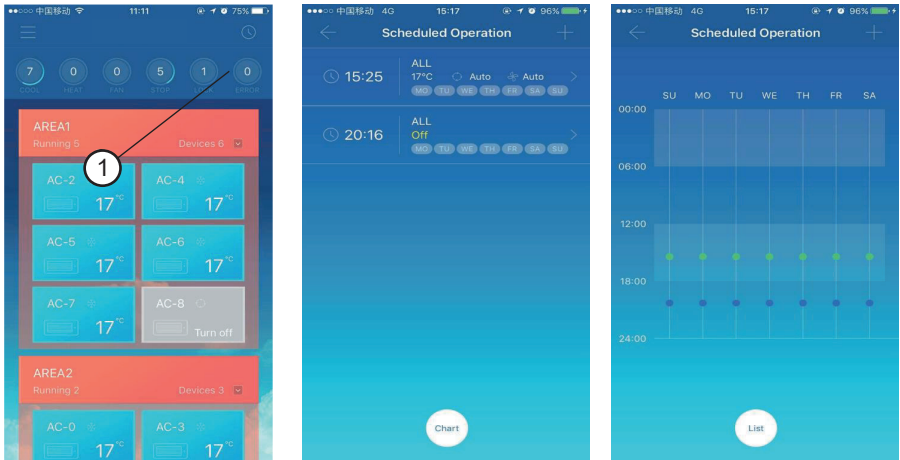 ●●○○○ 中国移动 11:11 75%
7 0 0 5 1 0
COOL HEAT FAN STOP LOCK ERROR
AREA1
Running 5 Devices 6
1
AC-2 AC-4
17°C 17°C
AC-5 AC-6
17°C 17°C
AC-7 AC-8
17°C Turn off
AREA2
Running 2 Devices 3
AC-0 AC-3
17°C 17°C
●●●○○ 中国移动 4G 15:17 96%
Scheduled Operation
ALL
15:25 17°C Auto Auto
MO TU WE TH FR SA SU
ALL
20:16 Off
MO TU WE TH FR SA SU
Chart
●●●○○ 中国移动 4G 15:17 96%
Scheduled Operation
SU MO TU WE TH FR SA
00:00
06:00
12:00
18:00
24:00
List